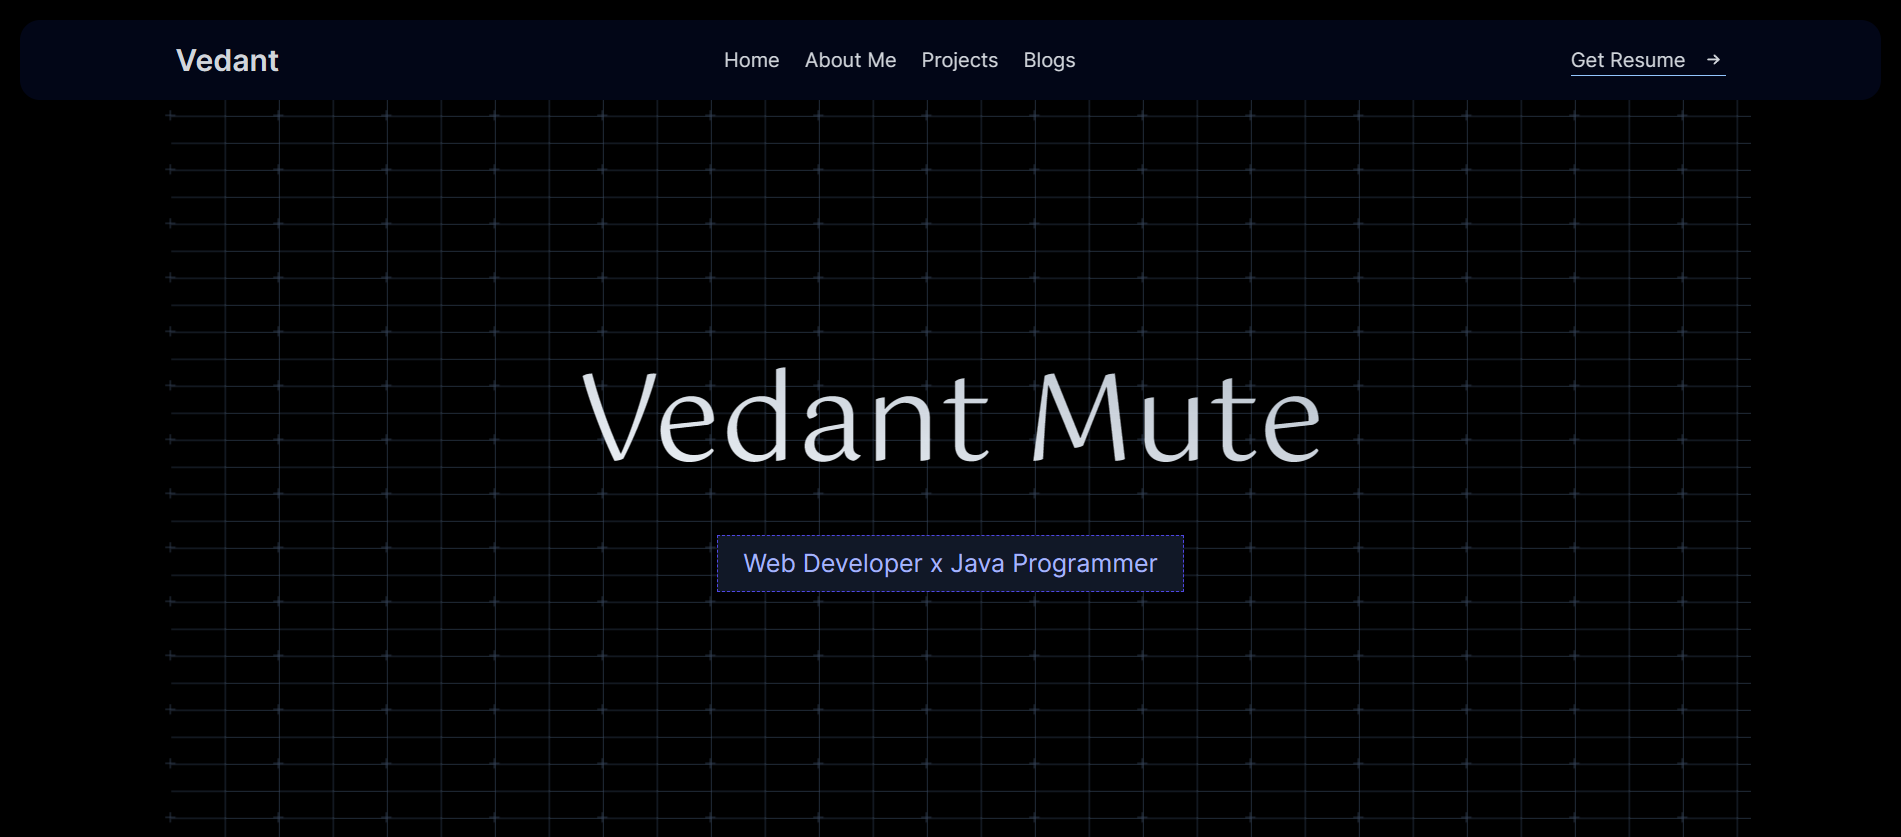 Vedant
Home About Me Projects Blogs
Get Resume →
Vedant Mute
Web Developer x Java Programmer